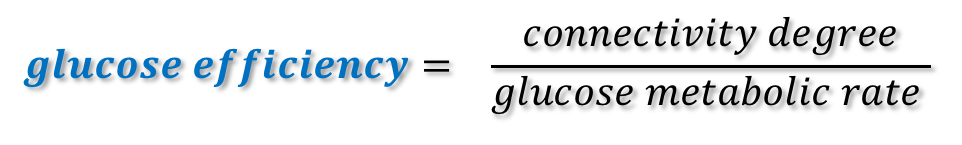 glucose efficiency = connectivity degree
glucose metabolic rate